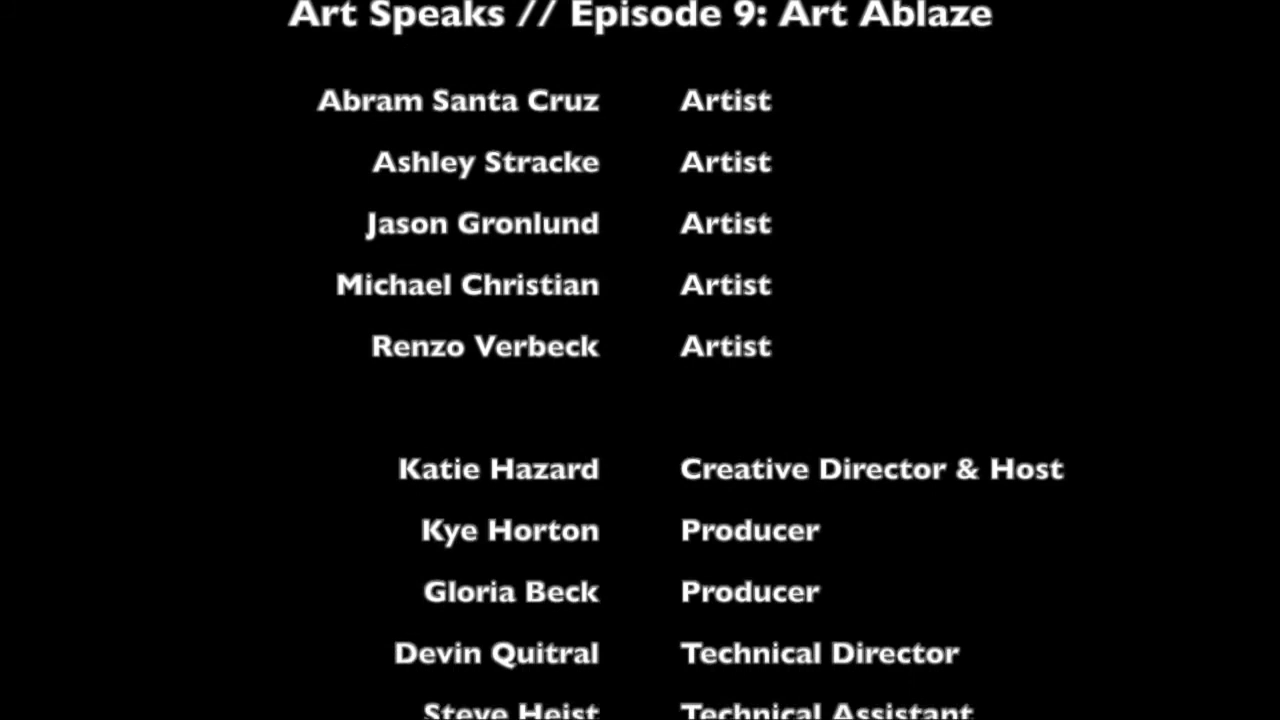 Art Speaks // Episode 9: Art Ablaze
Abram Santa Cruz Artist
Ashley Stracke Artist
Jason Gronlund Artist
Michael Christian Artist
Renzo Verbeck Artist
Katie Hazard Creative Director & Host
Kye Horton Producer
Gloria Beck Producer
Devin Quitral Technical Director
Steve Heist Technical Assistant